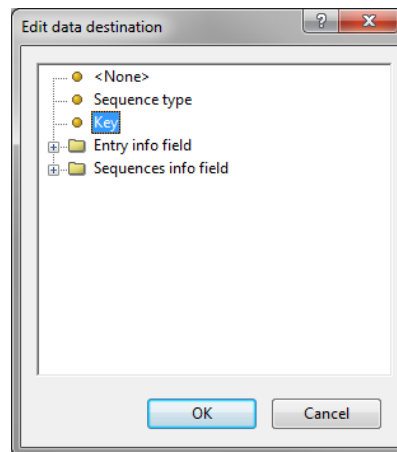 Edit data destination
<None>
Sequence type
Key
Entry info field
Sequences info field
OK Cancel